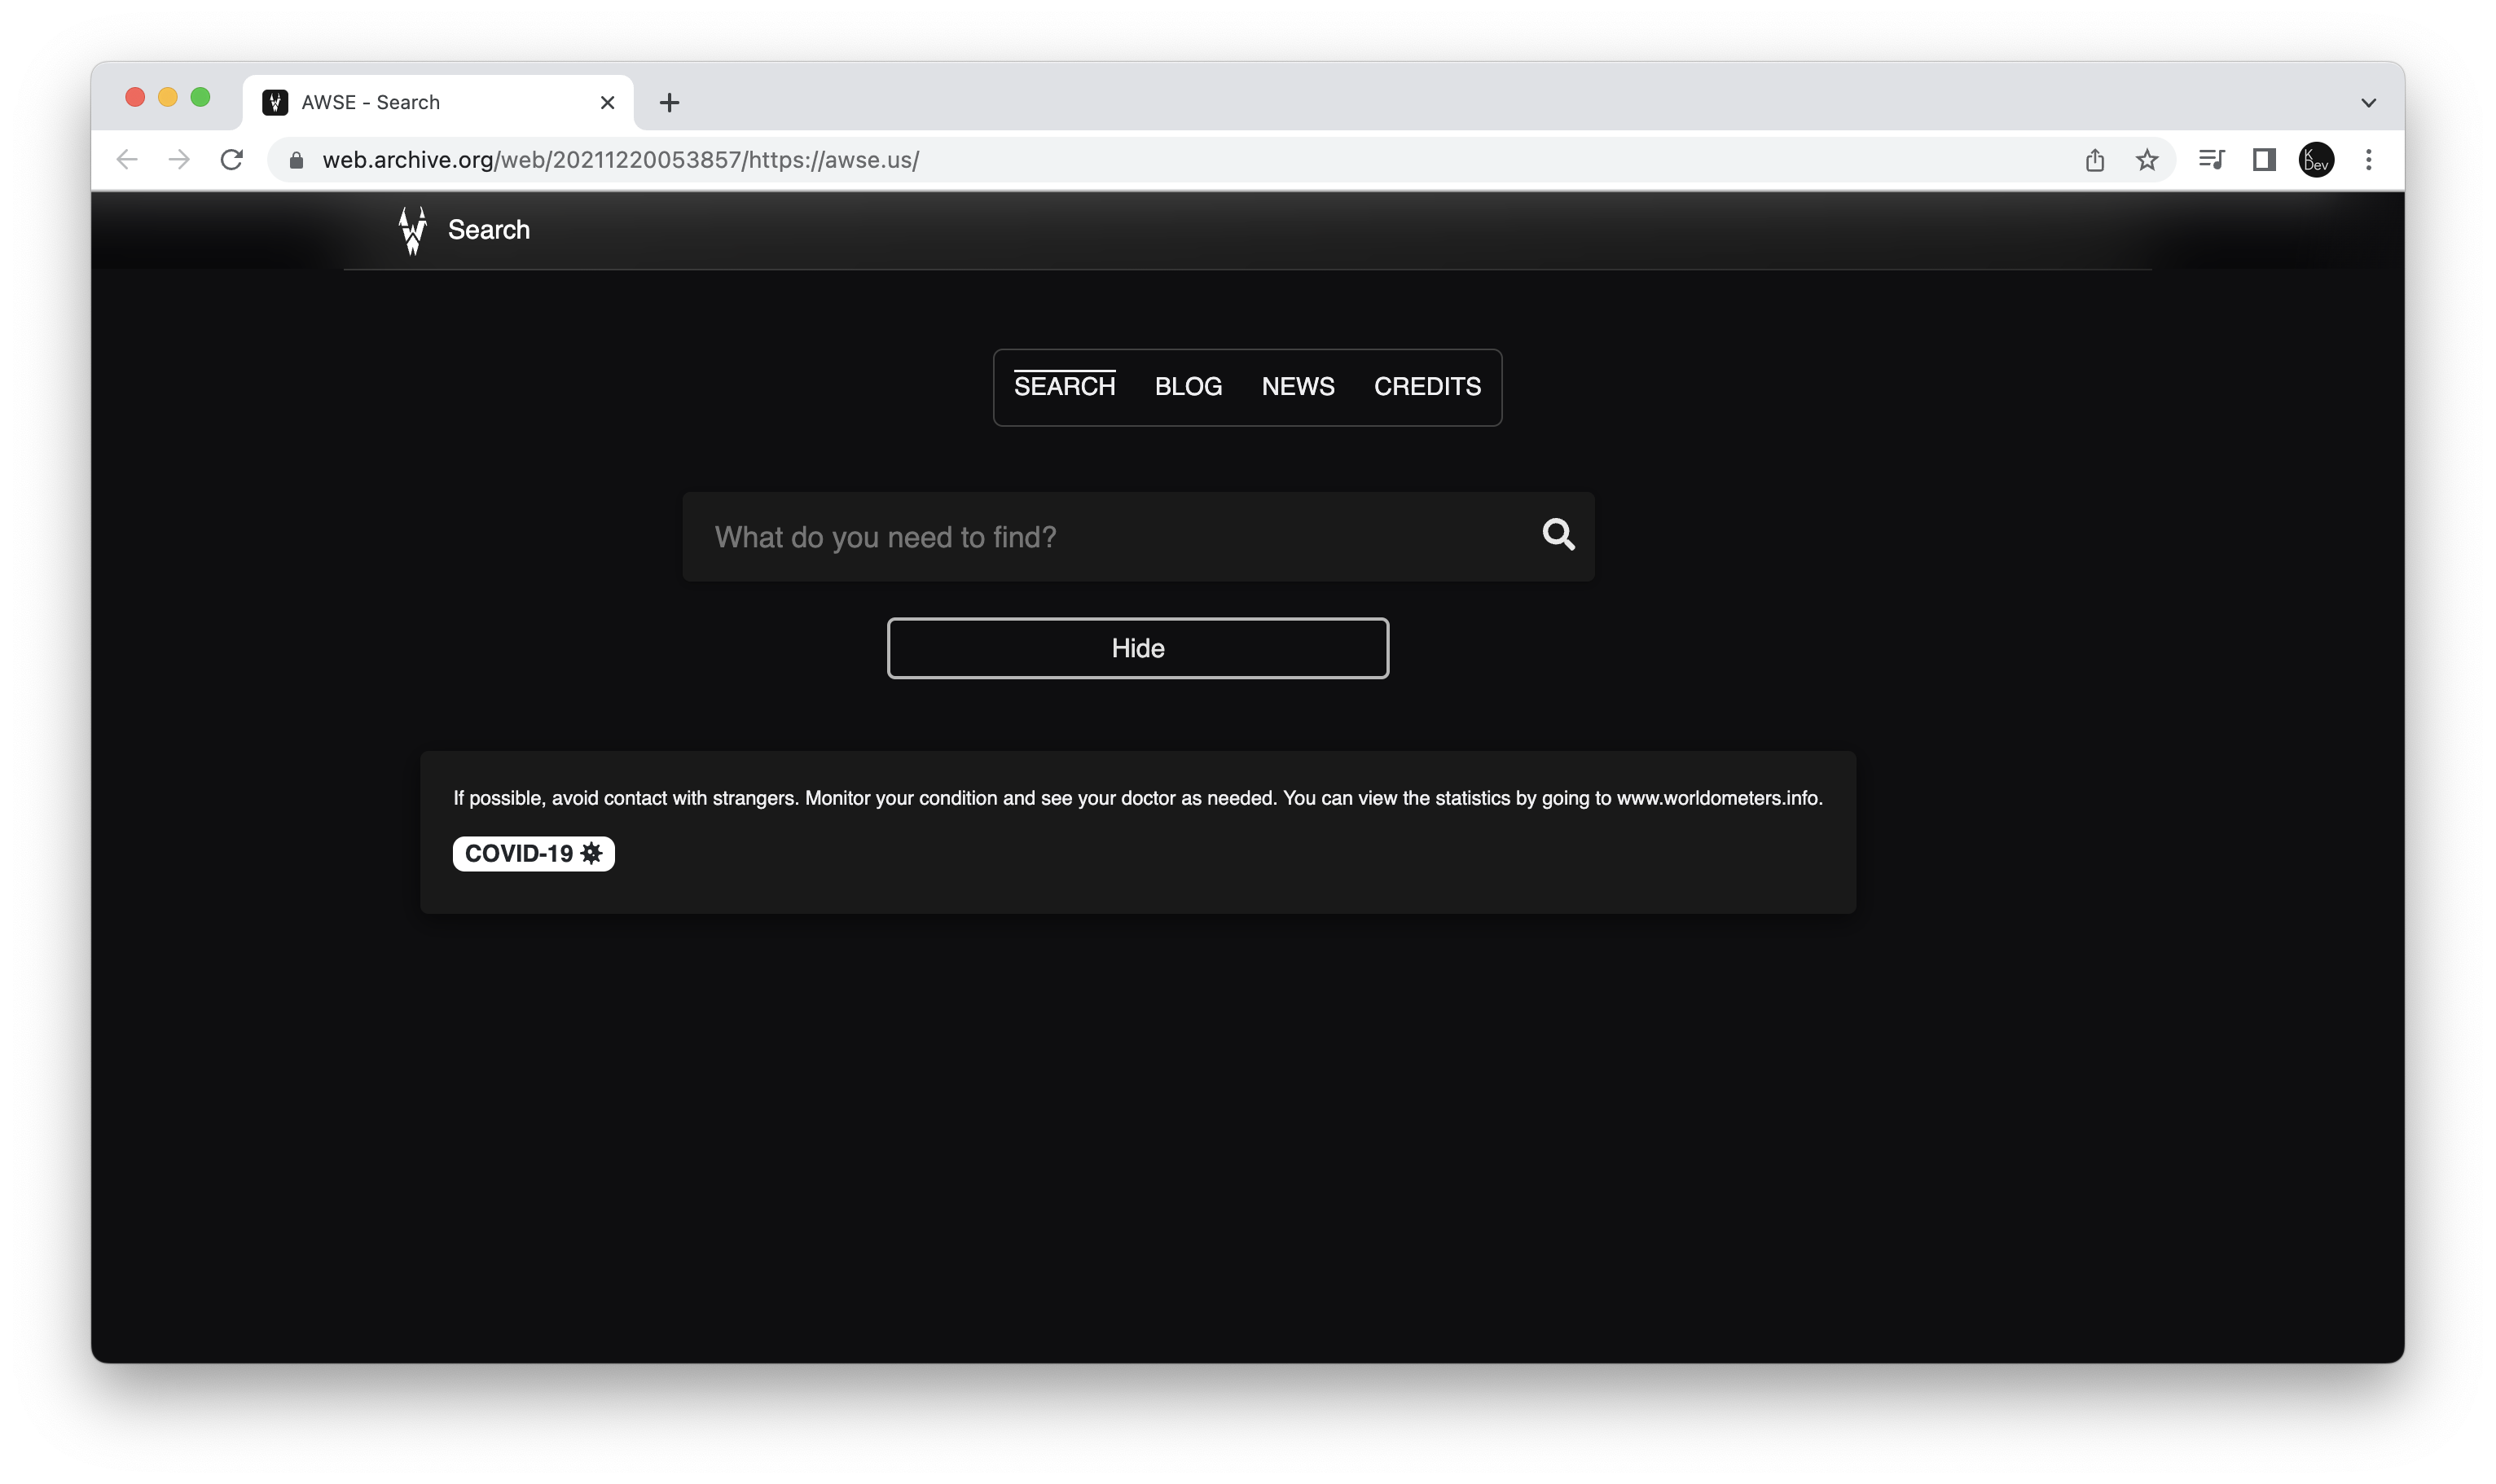 AWSE - Search
web.archive.org/web/20211220053857/https://awse.us/
K
Dev
Search
SEARCH BLOG NEWS CREDITS
What do you need to find?
Hide
If possible, avoid contact with strangers. Monitor your condition and see your doctor as needed. You can view the statistics by going to www.worldometers.info.
COVID-19